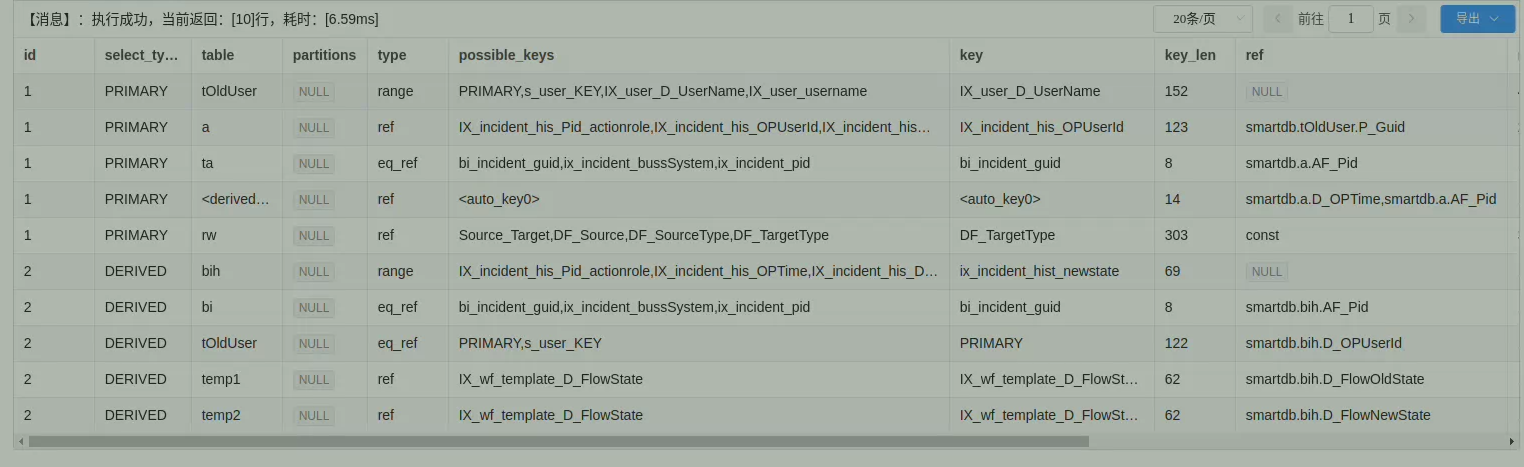 【消息】：执行成功，当前返回：[10]行，耗时：[6.59ms] 20条/页 前往 1 页 导出
id select_ty... table partitions type possible_keys key key_len ref
1 PRIMARY tOldUser NULL range PRIMARY,s_user_KEY,IX_user_D_UserName,IX_user_username IX_user_D_UserName 152 NULL
1 PRIMARY a NULL ref IX_incident_his_Pid_actionrole,IX_incident_his_OPUserId,IX_incident_his... IX_incident_his_OPUserId 123 smartdb.tOldUser.P_Guid
1 PRIMARY ta NULL eq_ref bi_incident_guid,ix_incident_bussSystem,ix_incident_pid bi_incident_guid 8 smartdb.a.AF_Pid
1 PRIMARY <derived... NULL ref <auto_key0> <auto_key0> 14 smartdb.a.D_OPTime,smartdb.a.AF_Pid
1 PRIMARY rw NULL ref Source_Target,DF_Source,DF_SourceType,DF_TargetType DF_TargetType 303 const
2 DERIVED bih NULL range IX_incident_his_Pid_actionrole,IX_incident_his_OPTime,IX_incident_his_D... ix_incident_hist_newstate 69 NULL
2 DERIVED bi NULL eq_ref bi_incident_guid,ix_incident_bussSystem,ix_incident_pid bi_incident_guid 8 smartdb.bih.AF_Pid
2 DERIVED tOldUser NULL eq_ref PRIMARY,s_user_KEY PRIMARY 122 smartdb.bih.D_OPUserId
2 DERIVED temp1 NULL ref IX_wf_template_D_FlowState IX_wf_template_D_FlowSt... 62 smartdb.bih.D_FlowOldState
2 DERIVED temp2 NULL ref IX_wf_template_D_FlowState IX_wf_template_D_FlowSt... 62 smartdb.bih.D_FlowNewState